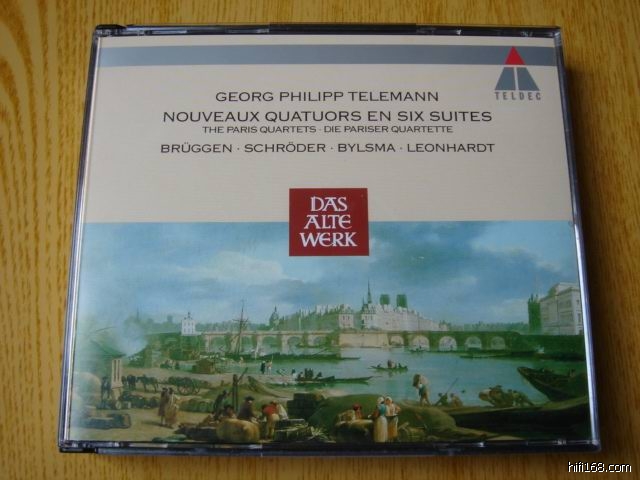 TELDEC
GEORG PHILIPP TELEMANN
NOUVEAUX QUATUORS EN SIX SUITES
THE PARIS QUARTETS · DIE PARISER QUARTETTE
BRÜGGEN · SCHRÖDER · BYLSMA · LEONHARDT
DAS
ALTE
WERK
hifi168.com